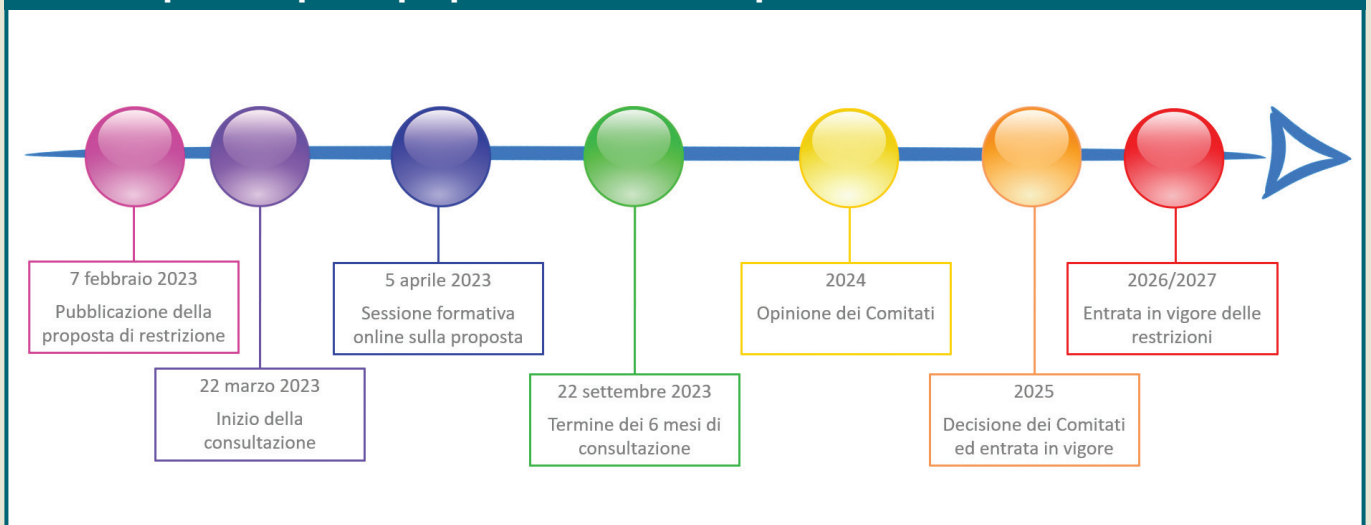 7 febbraio 2023
Pubblicazione della
proposta di restrizione
22 marzo 2023
Inizio della
consultazione
5 aprile 2023
Sessione formativa
online sulla proposta
22 settembre 2023
Termine dei 6 mesi di
consultazione
2024
Opinione dei Comitati
2025
Decisione dei Comitati
ed entrata in vigore
2026/2027
Entrata in vigore delle
restrizioni